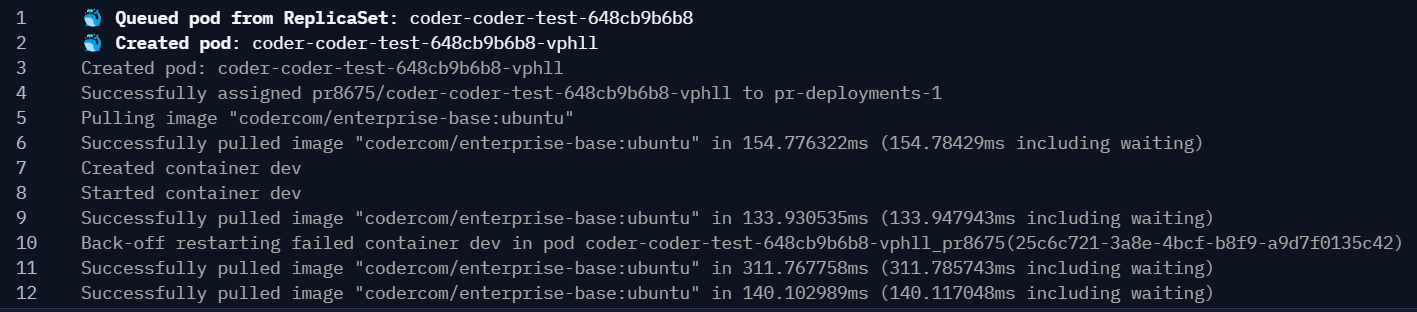 1 🐳 Queued pod from ReplicaSet: coder-coder-test-648cb9b6b8
2 🐳 Created pod: coder-coder-test-648cb9b6b8-vphll
3 Created pod: coder-coder-test-648cb9b6b8-vphll
4 Successfully assigned pr8675/coder-coder-test-648cb9b6b8-vphll to pr-deployments-1
5 Pulling image "codercom/enterprise-base:ubuntu"
6 Successfully pulled image "codercom/enterprise-base:ubuntu" in 154.776322ms (154.78429ms including waiting)
7 Created container dev
8 Started container dev
9 Successfully pulled image "codercom/enterprise-base:ubuntu" in 133.930535ms (133.947943ms including waiting)
10 Back-off restarting failed container dev in pod coder-coder-test-648cb9b6b8-vphll_pr8675(25c6c721-3a8e-4bcf-b8f9-a9d7f0135c42)
11 Successfully pulled image "codercom/enterprise-base:ubuntu" in 311.767758ms (311.785743ms including waiting)
12 Successfully pulled image "codercom/enterprise-base:ubuntu" in 140.102989ms (140.117048ms including waiting)